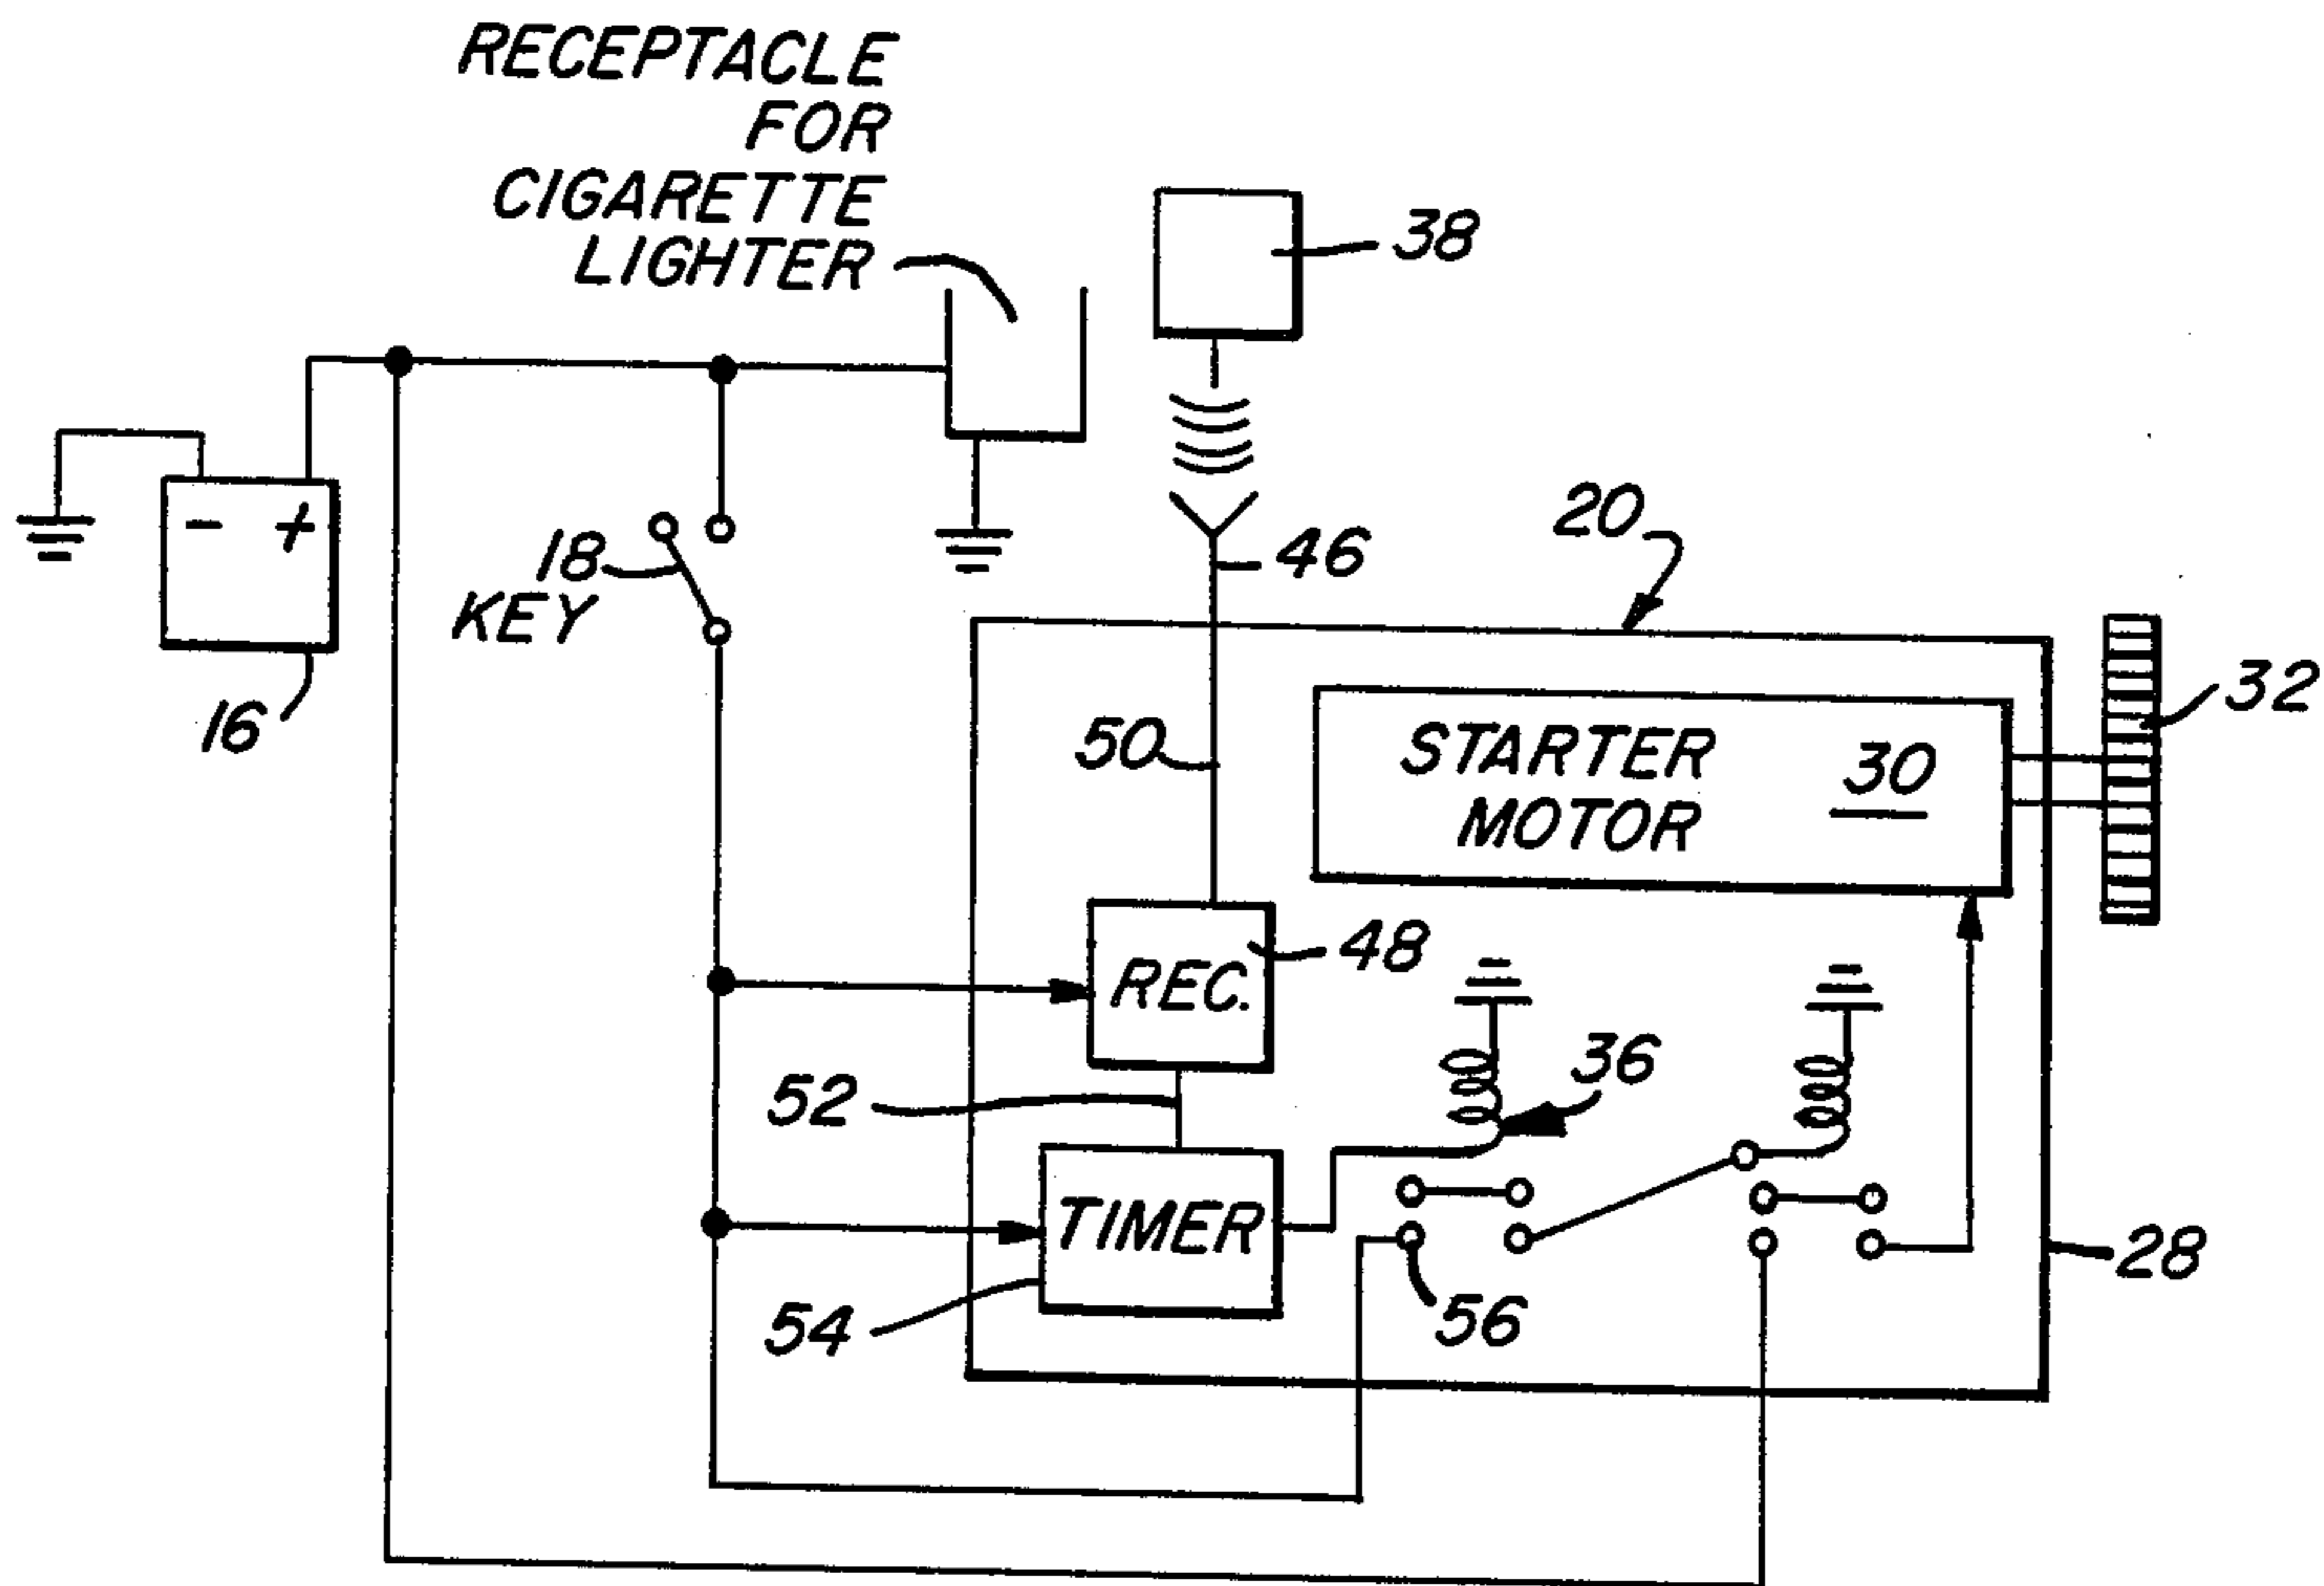 RECEPTACLE
FOR
CIGARETTE
LIGHTER
38
- +
18
KEY
46
20
16
50
STARTER 30
MOTOR
32
48
REC.
36
52
TIMER
54
56
28